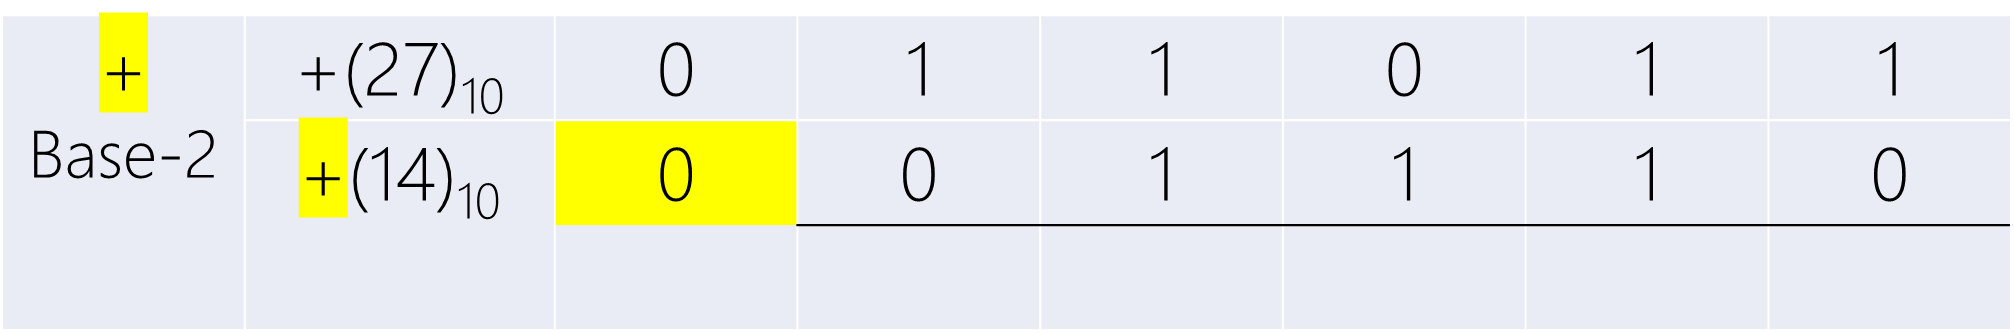 + +(27)₁₀ 0 1 1 0 1 1
Base-2 +(14)₁₀ 0 0 1 1 1 0